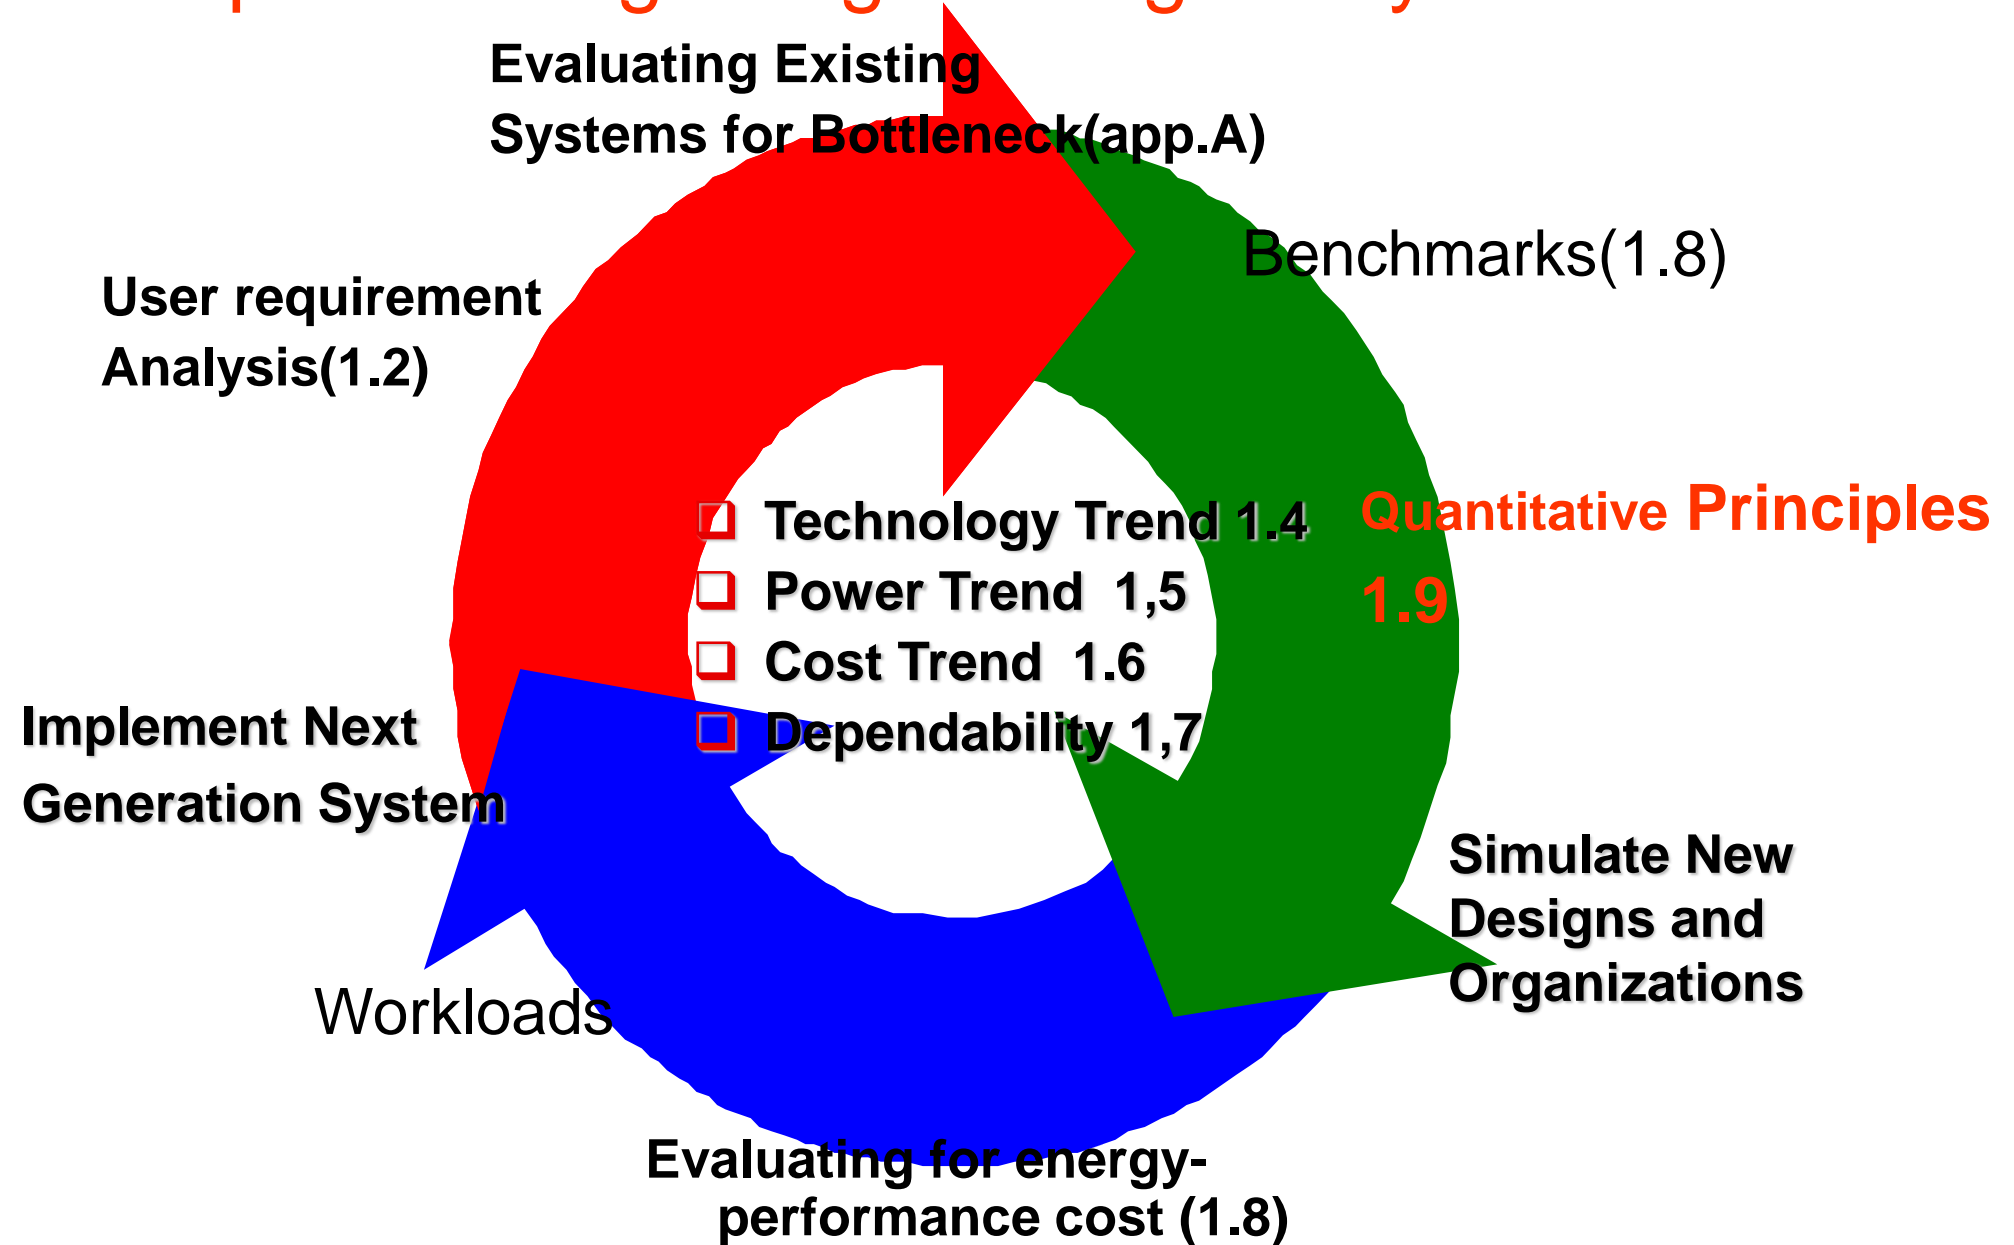 Evaluating Existing
Systems for Bottleneck(app.A)
Benchmarks(1.8)
User requirement
Analysis(1.2)
Technology Trend 1.4
Power Trend 1,5
Cost Trend 1.6
Dependability 1,7
Quantitative Principles
1.9
Implement Next
Generation System
Simulate New
Designs and
Organizations
Workloads
Evaluating for energy-
performance cost (1.8)